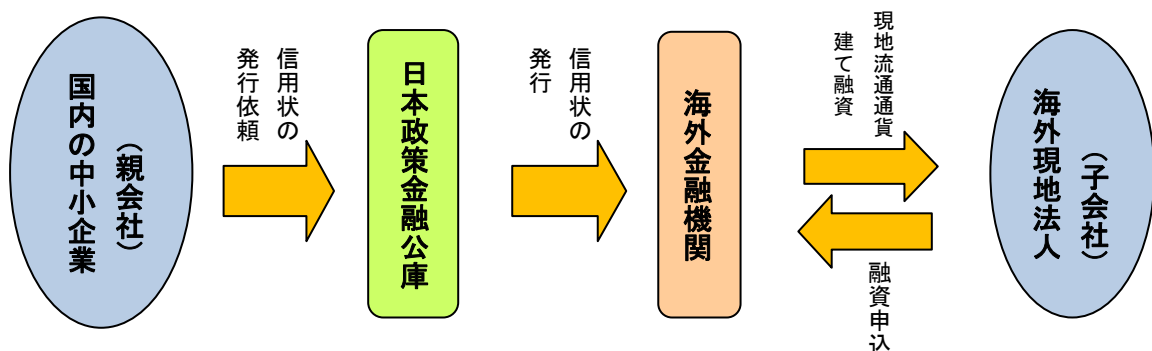 国内の中小企業
（親会社）
信用状の
発行依頼
日本政策金融公庫
信用状の
発行
海外金融機関
現地流通通貨
建て融資
融資申込
海外現地法人
（子会社）